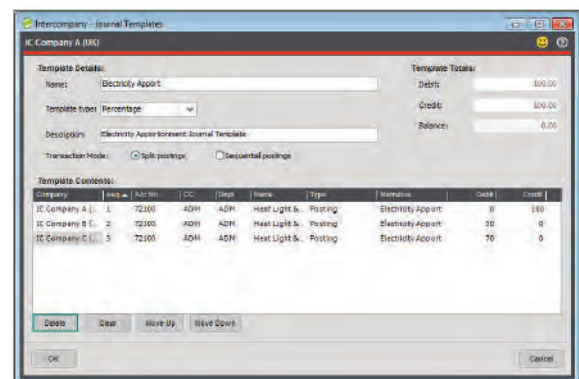 Intercompany - Journal Templates
IC Company A (UK)
Template Details:
Template Totals:
Name: Electricity Apport
Debit: 100.00
Template type: Percentage
Credit: 100.00
Description: Electricity Apportionment Journal Template
Balance: 0.00
Transaction Mode: Split postings Sequential postings
Template Contents:
Company Seq A/c No CC Dept Name Type Narrative Debit Credit
IC Company A (... 1 72100 ADM ADM Heat Light &... Posting Electricity Apport 0 100
IC Company B (... 2 72100 ADM ADM Heat Light &... Posting Electricity Apport 30 0
IC Company C (... 3 72100 ADM ADM Heat Light &... Posting Electricity Apport 70 0
Delete Clear Move Up Move Down
OK Cancel